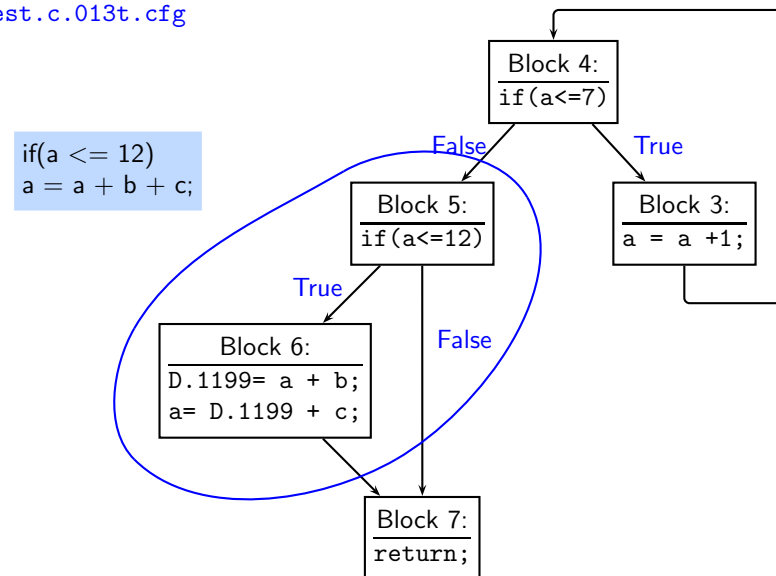 est.c.013t.cfg
Block 4:
if(a<=7)
False
True
if(a <= 12)
a = a + b + c;
Block 5:
if(a<=12)
Block 3:
a = a +1;
True
False
Block 6:
D.1199= a + b;
a= D.1199 + c;
Block 7:
return;